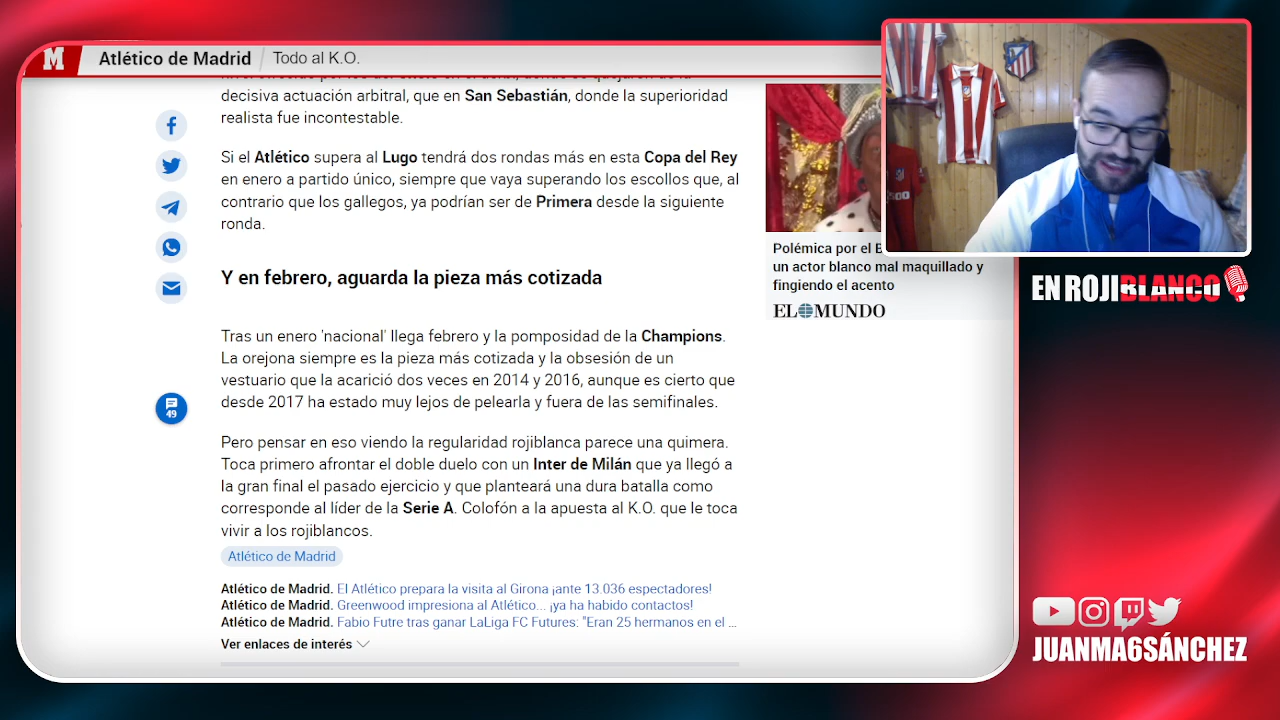 M Atlético de Madrid Todo al K.O.
decisiva actuación arbitral, que en San Sebastián, donde la superioridad
realista fue incontestable.
Si el Atlético supera al Lugo tendrá dos rondas más en esta Copa del Rey
en enero a partido único, siempre que vaya superando los escollos que, al
contrario que los gallegos, ya podrían ser de Primera desde la siguiente
ronda.
Y en febrero, aguarda la pieza más cotizada
Tras un enero 'nacional' llega febrero y la pomposidad de la Champions.
La orejona siempre es la pieza más cotizada y la obsesión de un
vestuario que la acarició dos veces en 2014 y 2016, aunque es cierto que
desde 2017 ha estado muy lejos de pelearla y fuera de las semifinales.
49
Pero pensar en eso viendo la regularidad rojiblanca parece una quimera.
Toca primero afrontar el doble duelo con un Inter de Milán que ya llegó a
la gran final el pasado ejercicio y que planteará una dura batalla como
corresponde al líder de la Serie A. Colofón a la apuesta al K.O. que le toca
vivir a los rojiblancos.
Atlético de Madrid
Atlético de Madrid. El Atlético prepara la visita al Girona ¡ante 13.036 espectadores!
Atlético de Madrid. Greenwood impresiona al Atlético... ¡ya ha habido contactos!
Atlético de Madrid. Fabio Futre tras ganar LaLiga FC Futures: "Eran 25 hermanos en el ...
Ver enlaces de interés
Polémica por el
un actor blanco mal maquillado y
fingiendo el acento
EL MUNDO
EN ROJIBLANCO
JUANMA6SÁNCHEZ